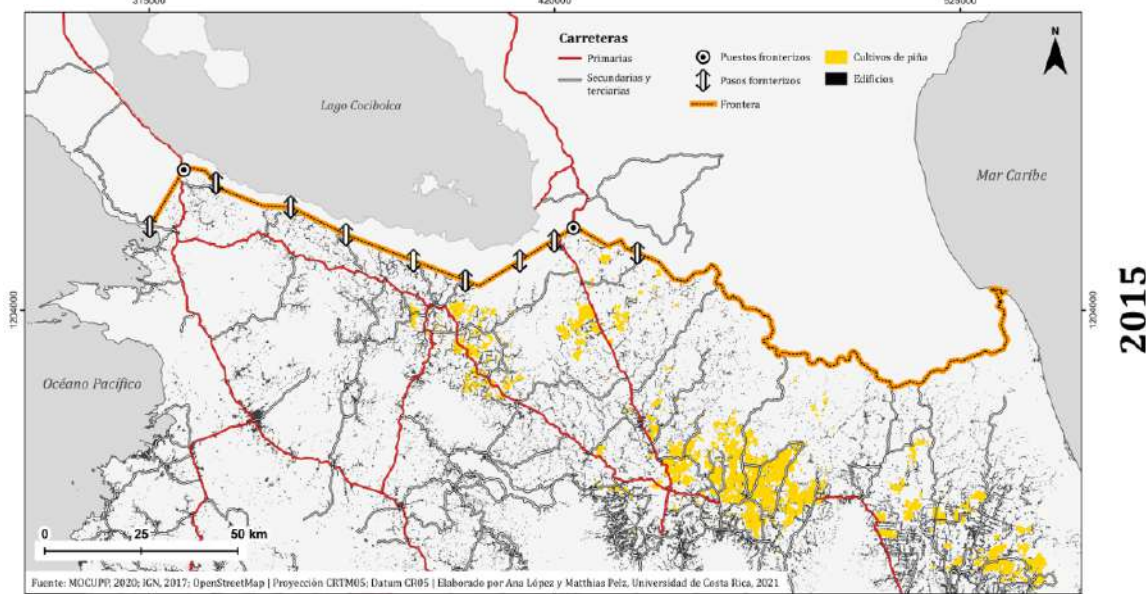 375000
420000
525000
N
Carreteras
Primarias
Secundarias y
terciarias
Puestos fronterizos
Pasos fornterizos
Frontera
Cultivos de piña
Edificios
Lago Cocibolca
Mar Caribe
1204000
1204000
2015
Océano Pacífico
0 25 50 km
Fuente: MOCUPP, 2020; IGN, 2017; OpenStreetMap | Proyección CRTM05; Datum CR05 | Elaborado por Ana López y Matthias Pelz, Universidad de Costa Rica, 2021